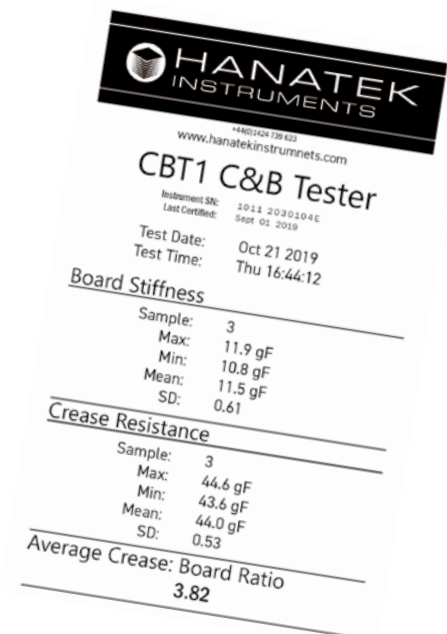 HANATEK
INSTRUMENTS
+44(0)1424 739 623
www.hanatekinstrumnets.com
CBT1 C&B Tester
Instrument SN: 1011 2030104E
Last Certified: Sept 01 2019
Test Date: Oct 21 2019
Test Time: Thu 16:44:12
Board Stiffness
Sample: 3
Max: 11.9 gF
Min: 10.8 gF
Mean: 11.5 gF
SD: 0.61
Crease Resistance
Sample: 3
Max: 44.6 gF
Min: 43.6 gF
Mean: 44.0 gF
SD: 0.53
Average Crease: Board Ratio
3.82